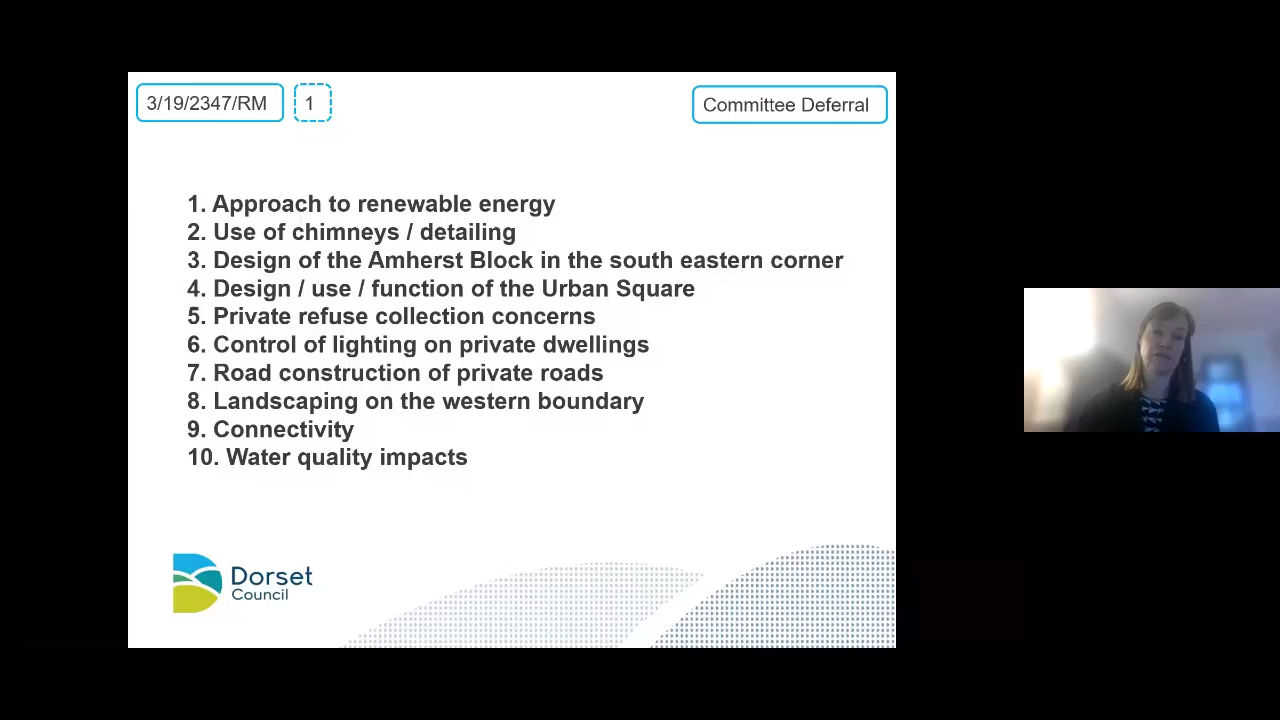 3/19/2347/RM 1 Committee Deferral
1. Approach to renewable energy
2. Use of chimneys / detailing
3. Design of the Amherst Block in the south eastern corner
4. Design / use / function of the Urban Square
5. Private refuse collection concerns
6. Control of lighting on private dwellings
7. Road construction of private roads
8. Landscaping on the western boundary
9. Connectivity
10. Water quality impacts
Dorset
Council